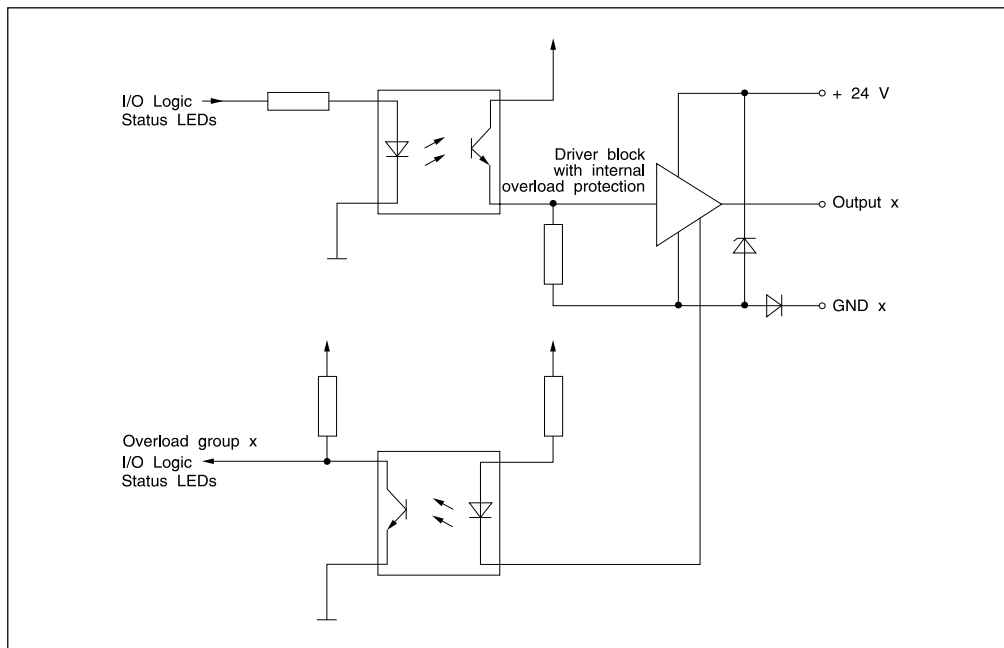 I/O Logic
Status LEDs
Driver block
with internal
overload protection
+ 24 V
Output x
GND x
Overload group x
I/O Logic
Status LEDs